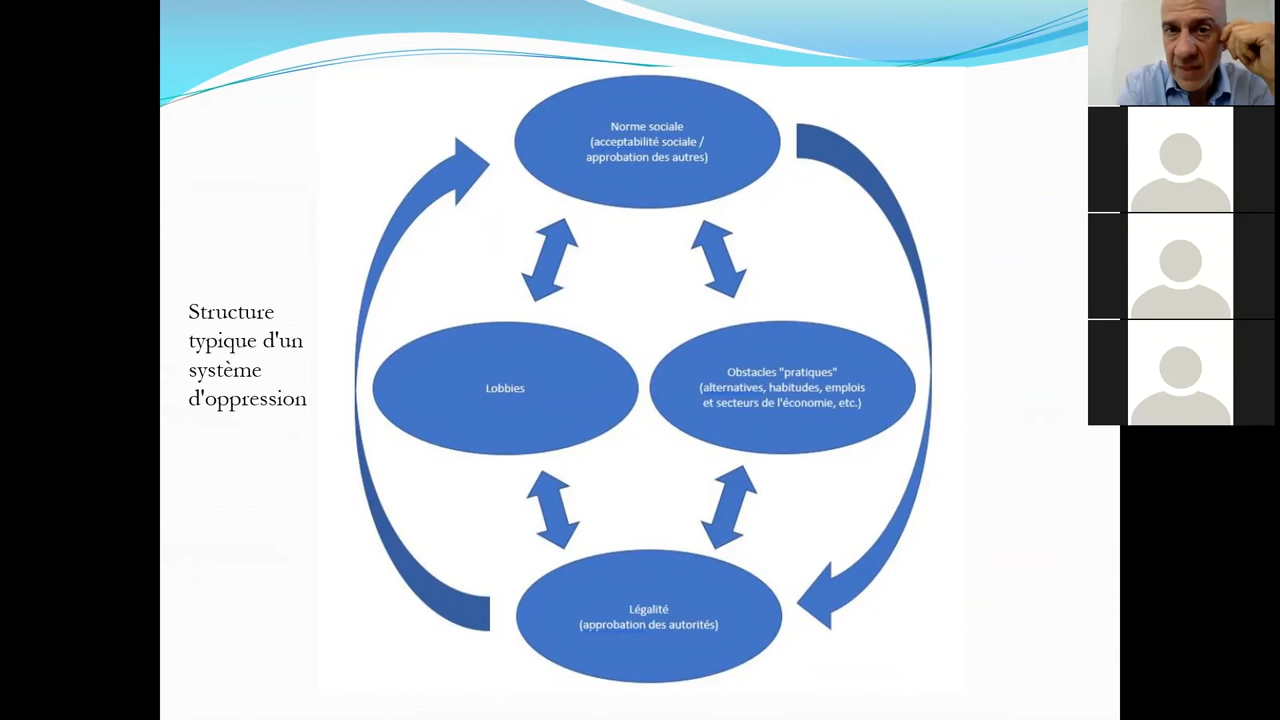 Norme sociale
(acceptabilité sociale /
approbation des autres)
Structure
typique d'un
système
d'oppression
Lobbies
Obstacles "pratiques"
(alternatives, habitudes, emplois
et secteurs de l'économie, etc.)
Légalité
(approbation des autorités)